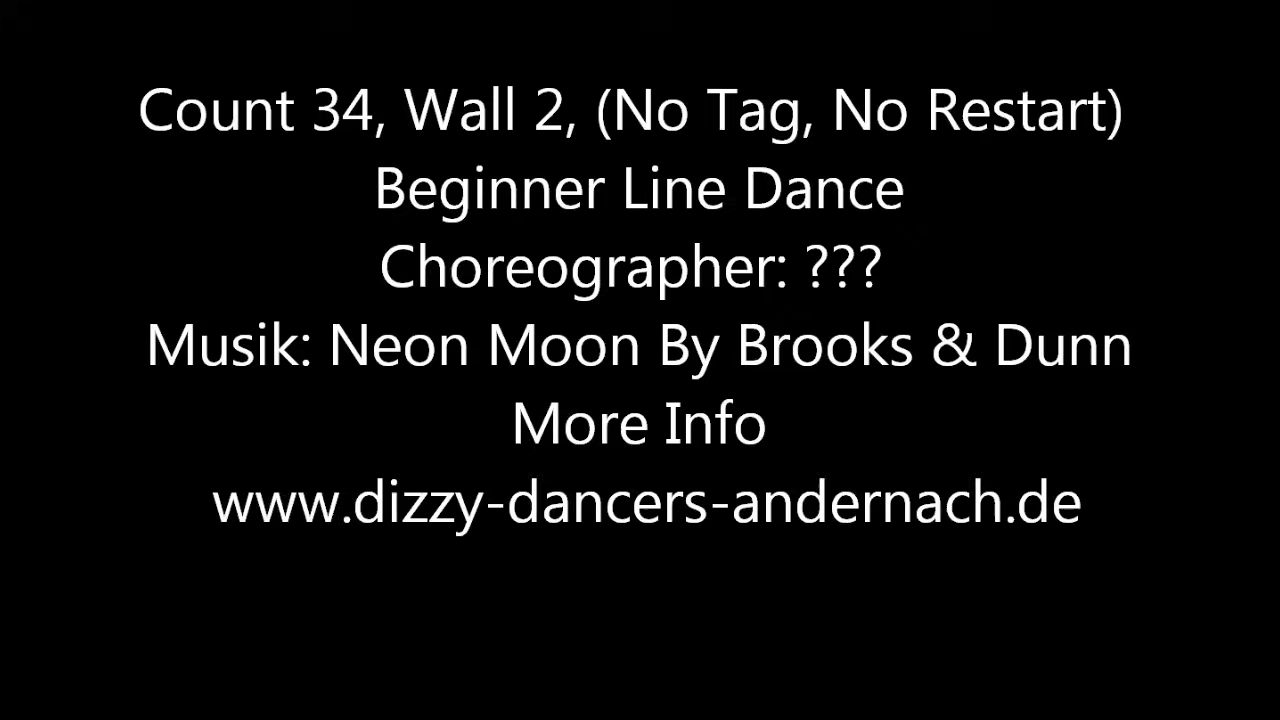 Count 34, Wall 2, (No Tag, No Restart)
Beginner Line Dance
Choreographer: ???
Musik: Neon Moon By Brooks & Dunn
More Info
www.dizzy-dancers-andernach.de